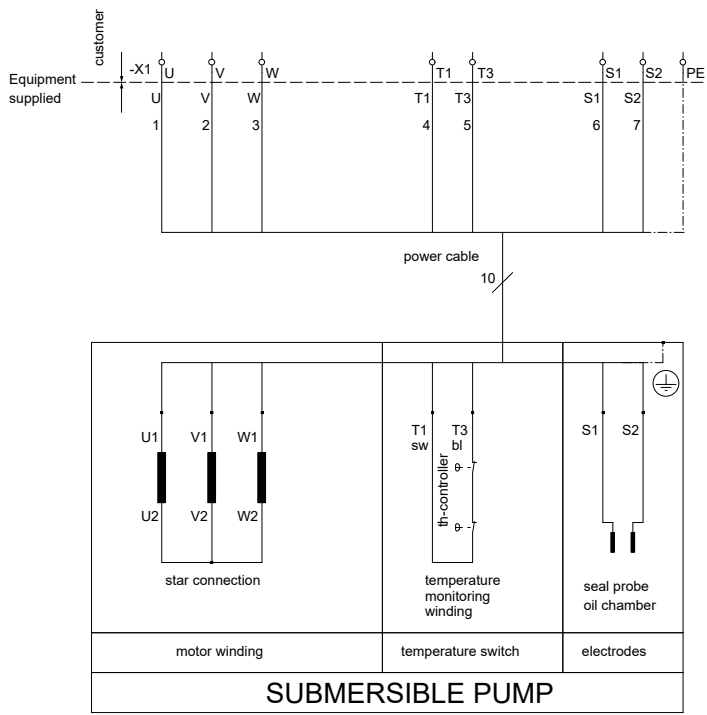 customer
-X1 U V W T1 T3 S1 S2 PE
Equipment
supplied
U V W T1 T3 S1 S2
1 2 3 4 5 6 7
power cable
10
U1 V1 W1 T1 T3 S1 S2
sw bl
th-controller
U2 V2 W2
star connection
temperature
monitoring
winding
seal probe
oil chamber
motor winding
temperature switch
electrodes
SUBMERSIBLE PUMP